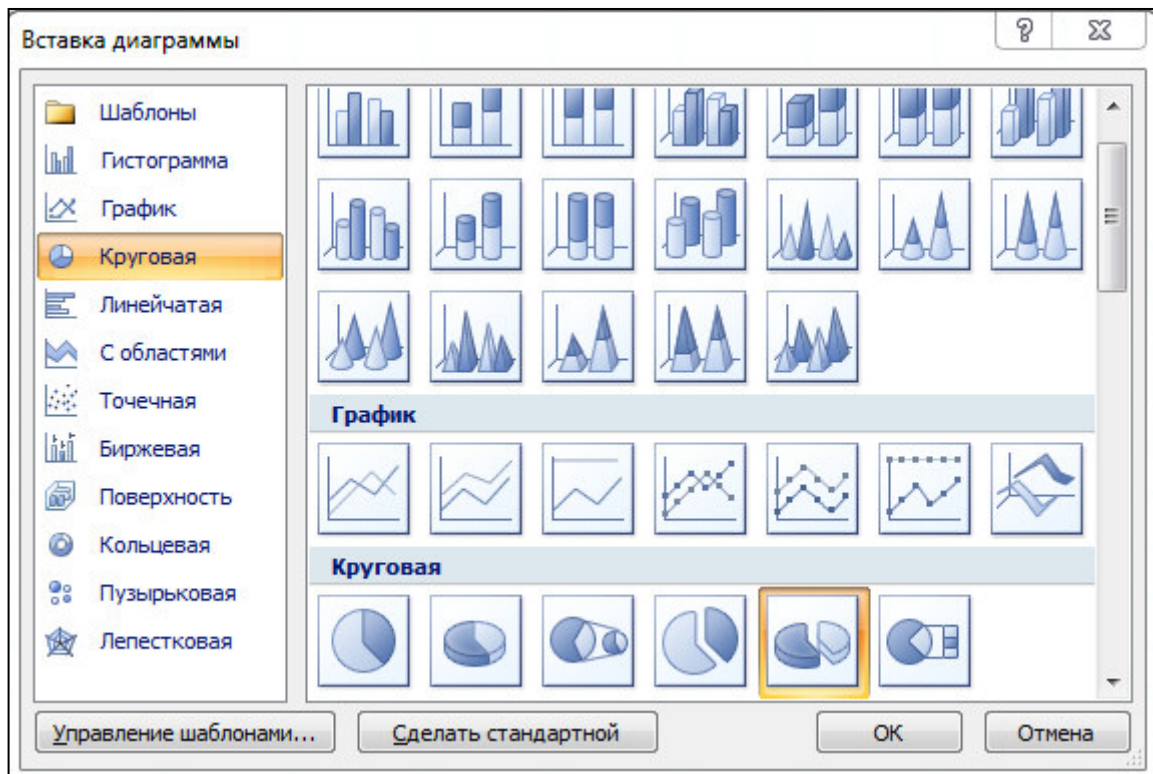 Вставка диаграммы
Шаблоны
Гистограмма
График
Круговая
Линейчатая
С областями
Точечная
Биржевая
Поверхность
Кольцевая
Пузырьковая
Лепестковая
График
Круговая
Управление шаблонами...
Сделать стандартной
ОК
Отмена